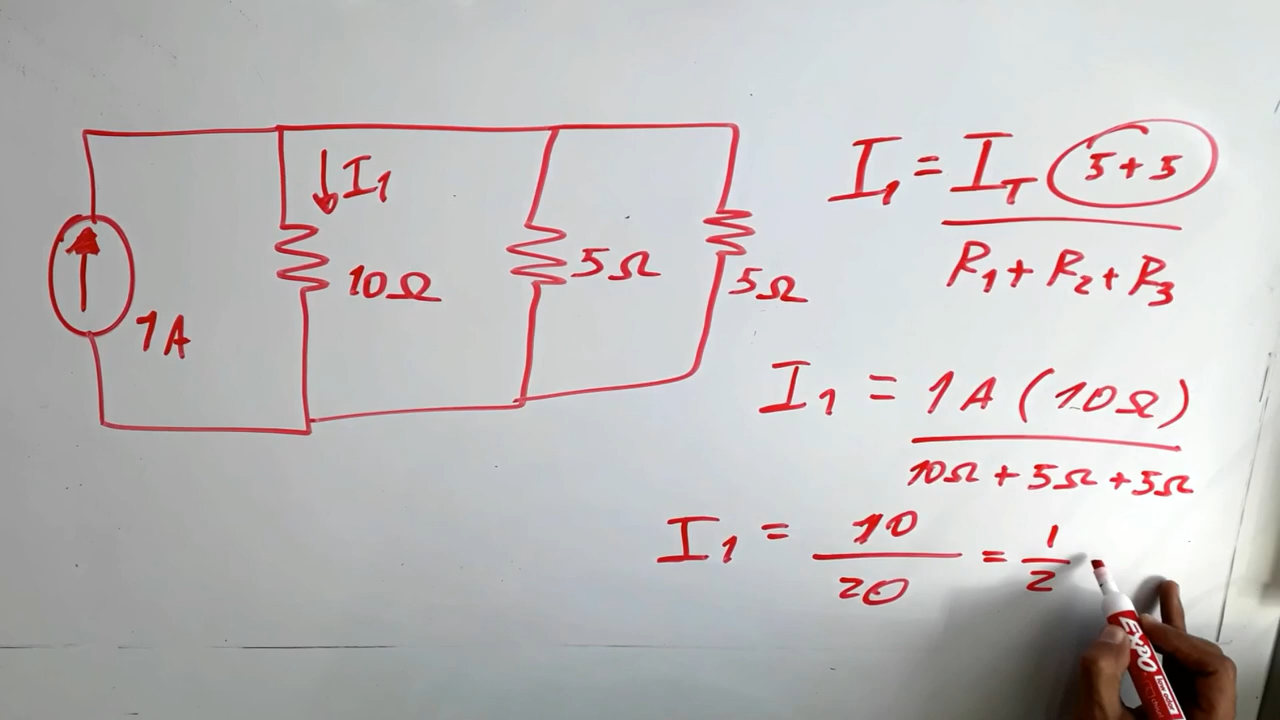 I₁
10Ω
5Ω
5Ω
1A
I₁ = I_T (5+5)
R₁ + R₂ + R₃
I₁ = 1A (10Ω)
10Ω + 5Ω + 5Ω
I₁ = 10
20
= 1
2
EXPO